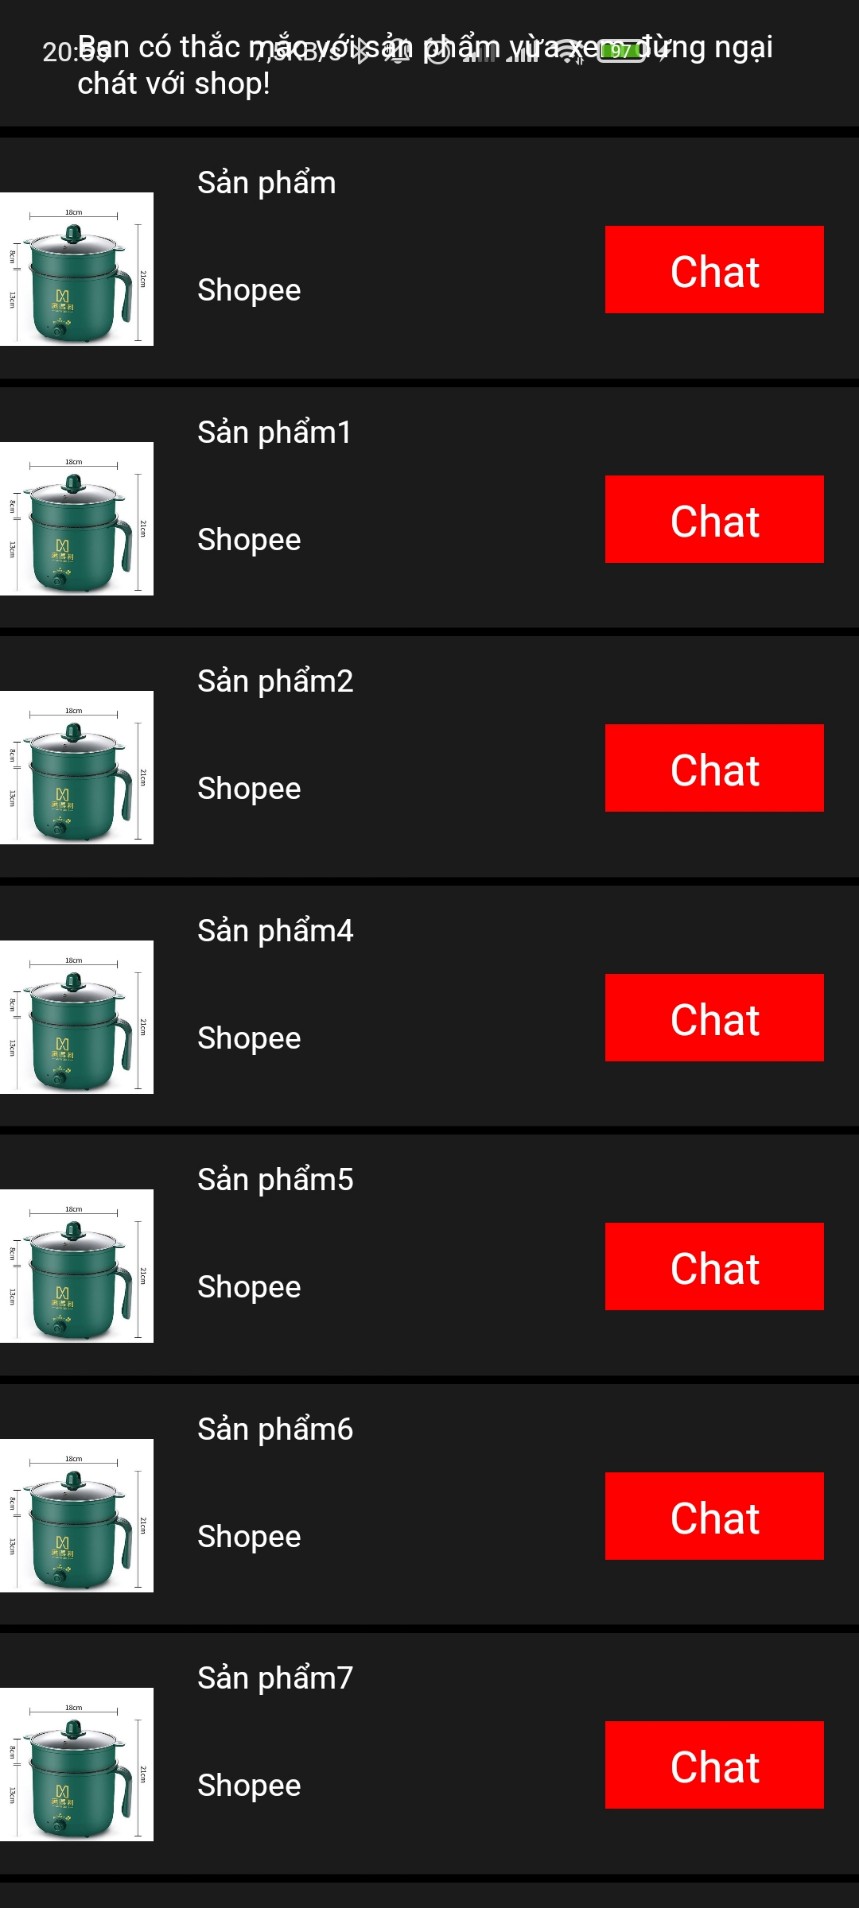 20:55 7,5KB/s 97
Bạn có thắc mắc với sản phẩm vừa xem đừng ngại
chát với shop!
Sản phẩm
Shopee
Chat
18cm
8cm
13cm
21cm
Sản phẩm1
Shopee
Chat
18cm
8cm
13cm
21cm
Sản phẩm2
Shopee
Chat
18cm
8cm
13cm
21cm
Sản phẩm4
Shopee
Chat
18cm
8cm
13cm
21cm
Sản phẩm5
Shopee
Chat
18cm
8cm
13cm
21cm
Sản phẩm6
Shopee
Chat
18cm
8cm
13cm
21cm
Sản phẩm7
Shopee
Chat
18cm
8cm
13cm
21cm